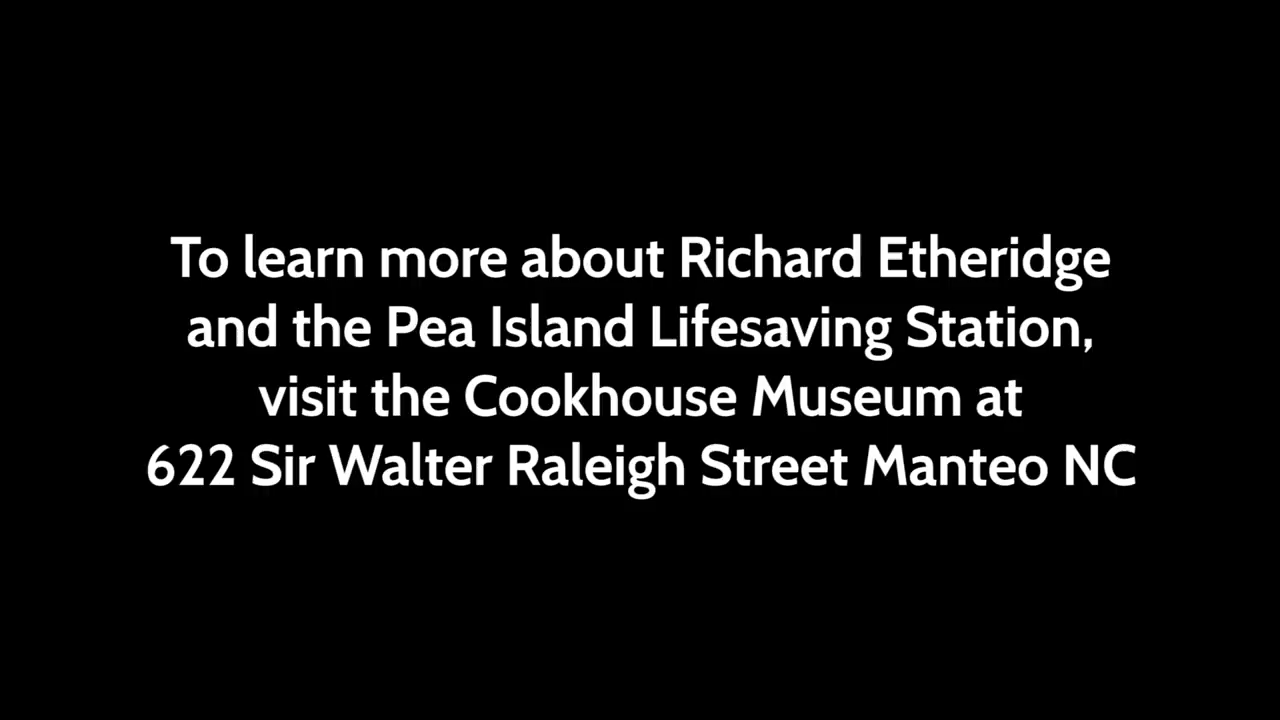 To learn more about Richard Etheridge
and the Pea Island Lifesaving Station,
visit the Cookhouse Museum at
622 Sir Walter Raleigh Street Manteo NC